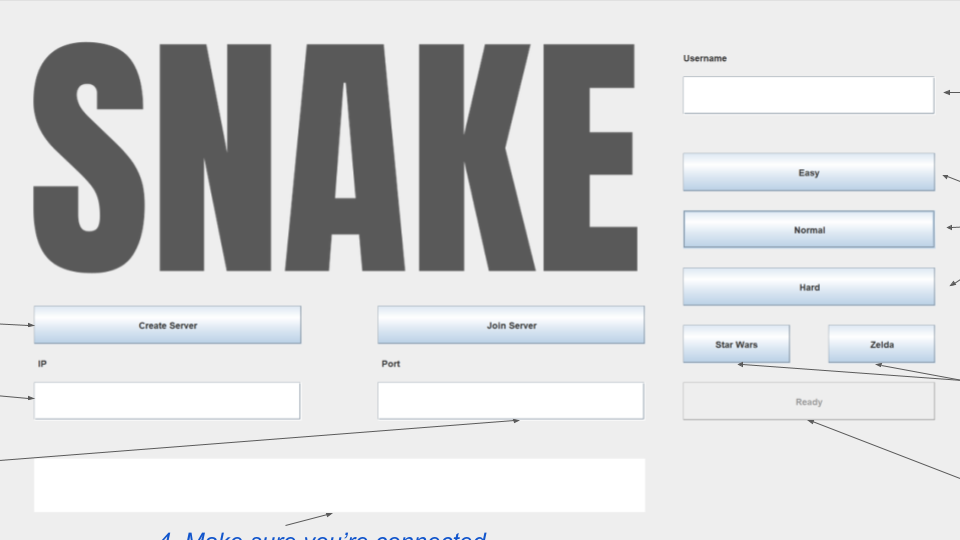 SNAKE
Username
Easy
Normal
Hard
Create Server
Join Server
Star Wars
Zelda
IP
Port
Ready
4. Make sure you're connected